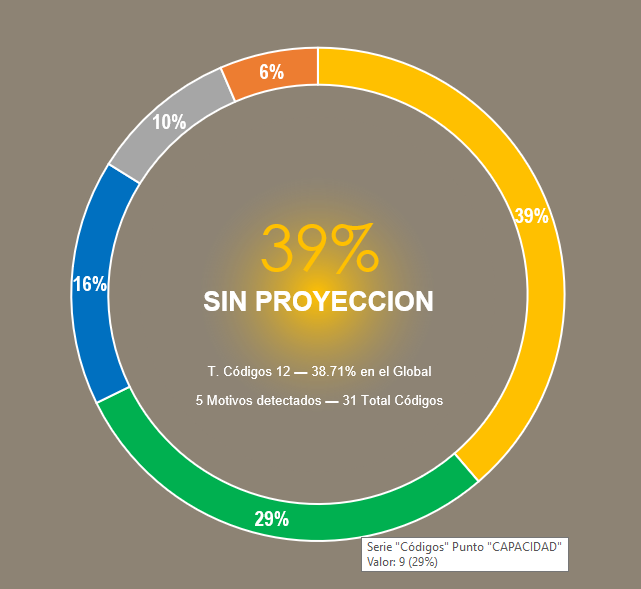 6%
10%
39%
39%
SIN PROYECCION
16%
T. Códigos 12 — 38.71% en el Global
5 Motivos detectados — 31 Total Códigos
29%
Serie "Códigos" Punto "CAPACIDAD"
Valor: 9 (29%)